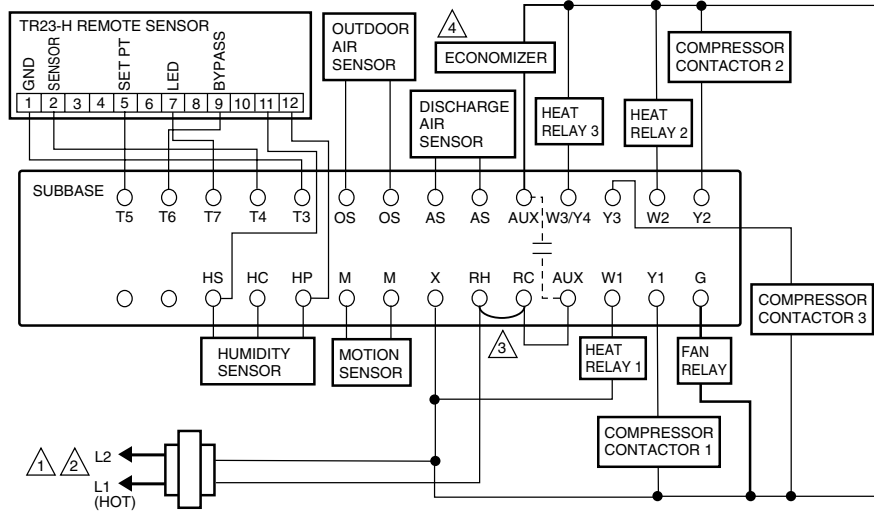 TR23-H REMOTE SENSOR
GND
SENSOR
SET PT
LED
BYPASS
1 2 3 4 5 6 7 8 9 10 11 12
OUTDOOR
AIR
SENSOR
4
ECONOMIZER
DISCHARGE
AIR
SENSOR
HEAT
RELAY 3
HEAT
RELAY 2
COMPRESSOR
CONTACTOR 2
SUBBASE
T5 T6 T7 T4 T3 OS OS AS AS AUX W3/Y4 Y3 W2 Y2
HS HC HP M M X RH RC AUX W1 Y1 G
HUMIDITY
SENSOR
MOTION
SENSOR
3
HEAT
RELAY 1
FAN
RELAY
COMPRESSOR
CONTACTOR 3
COMPRESSOR
CONTACTOR 1
1 2 L2
L1
(HOT)